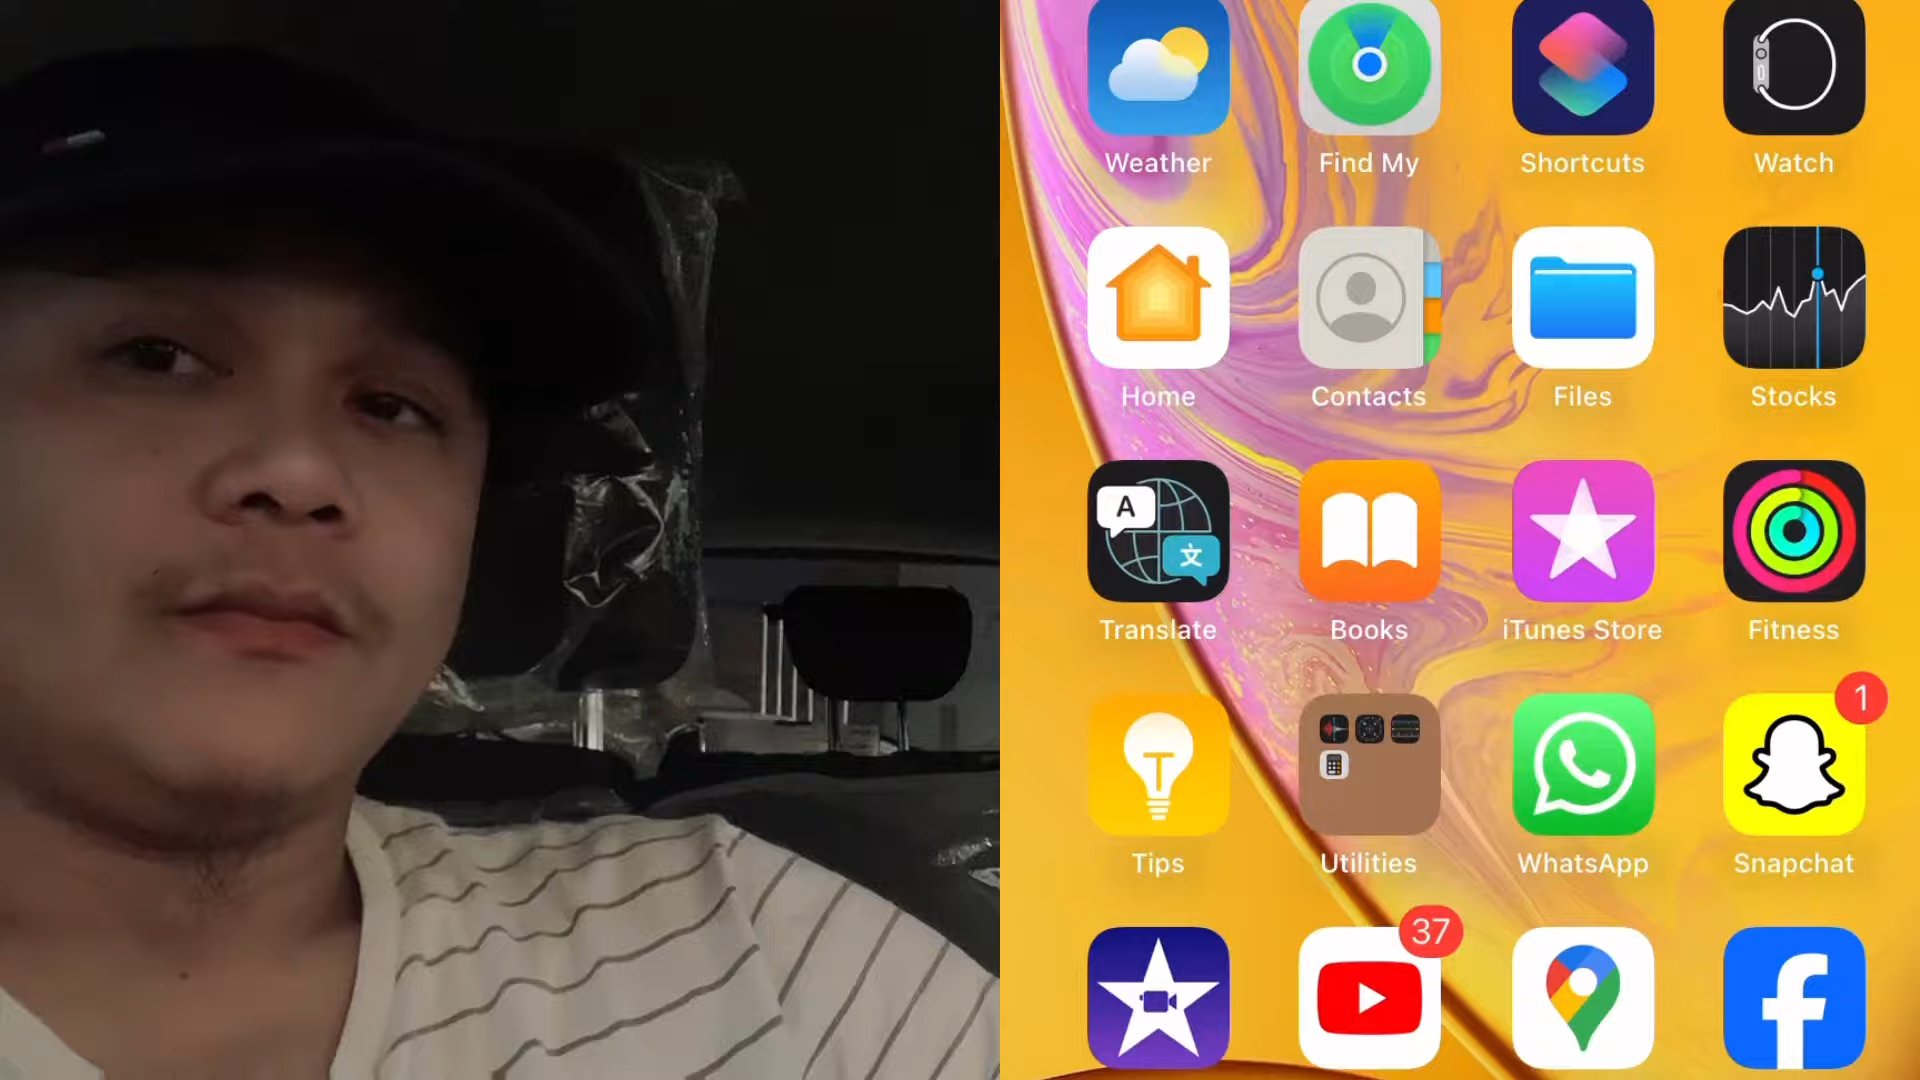 Weather Find My Shortcuts Watch
Home Contacts Files Stocks
A 文
Translate Books iTunes Store Fitness
1
Tips Utilities WhatsApp Snapchat
37